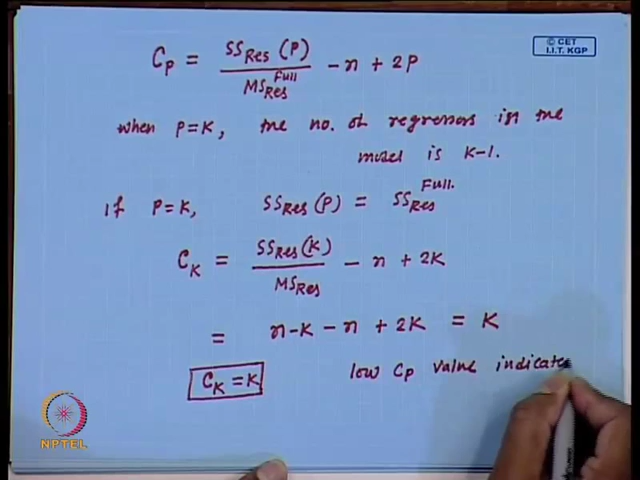 © CET
I.I.T. KGP
Cp = SSRes(p) / MSRes^Full - n + 2p
when p=K, the no. of regressors in the
model is K-1.
If p=K, SSRes(p) = SSRes^Full.
CK = SSRes(K) / MSRes - n + 2K
= n-K-n+2K = K
CK = K low Cp value indicates
NPTEL